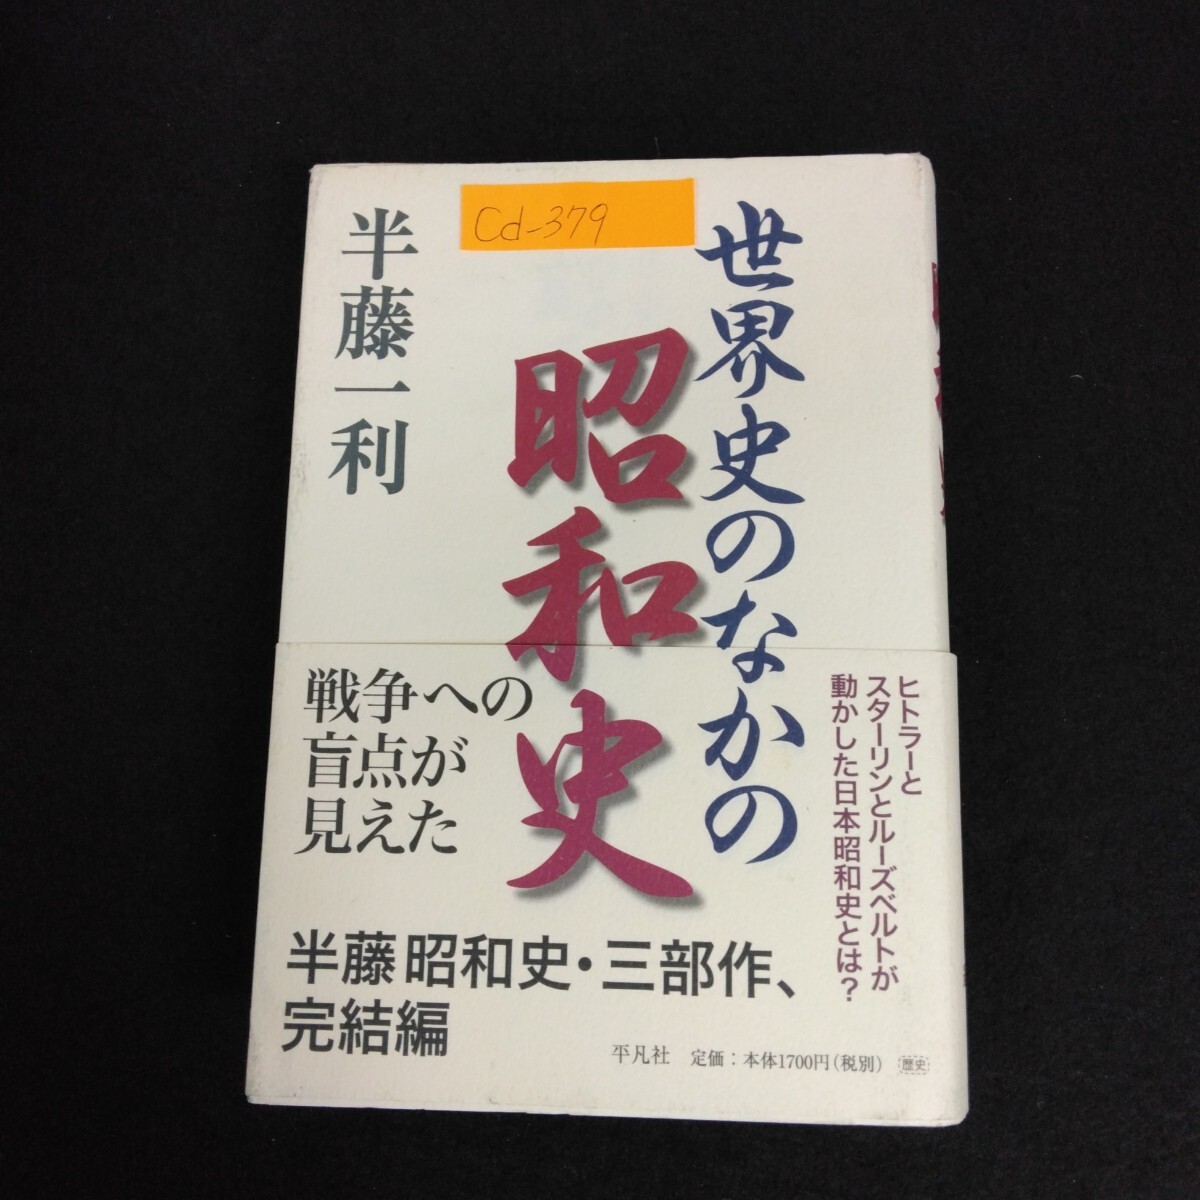 Cd-379
世界史のなかの
昭和史
半藤一利
ヒトラーと
スターリンとルーズベルトが
動かした日本昭和史とは？
戦争への
盲点が
見えた
半藤昭和史・三部作、
完結編
平凡社 定価：本体1700円（税別） 歴史